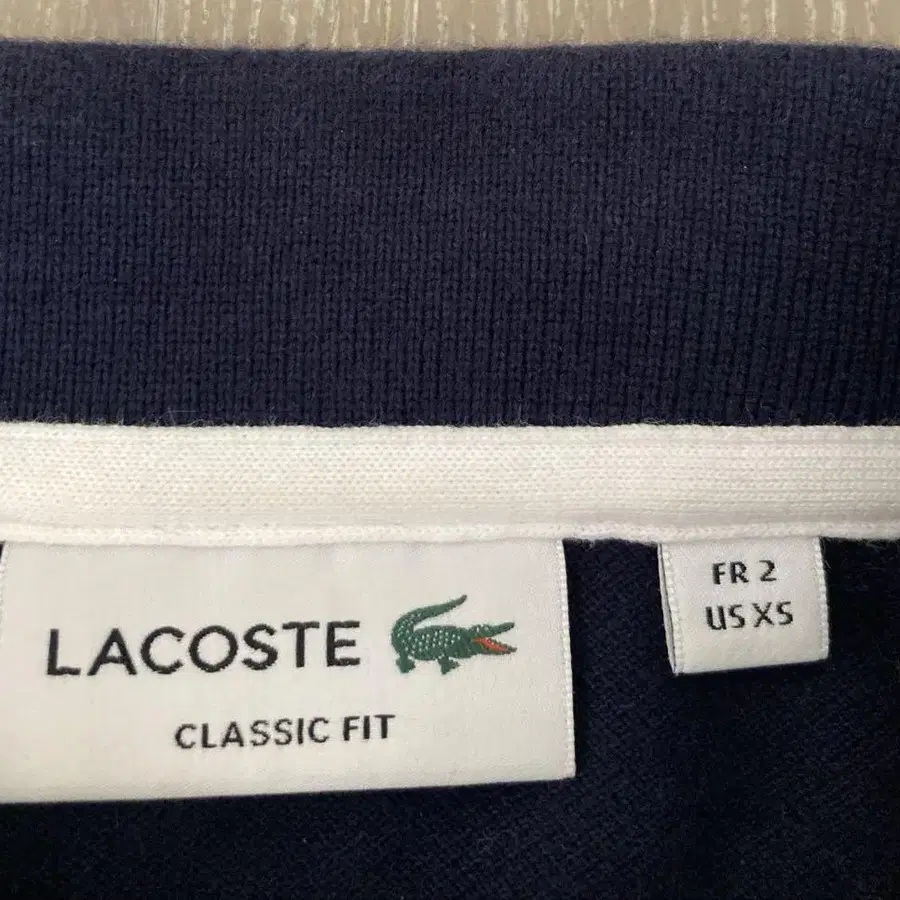 LACOSTE
CLASSIC FIT
FR 2
US XS